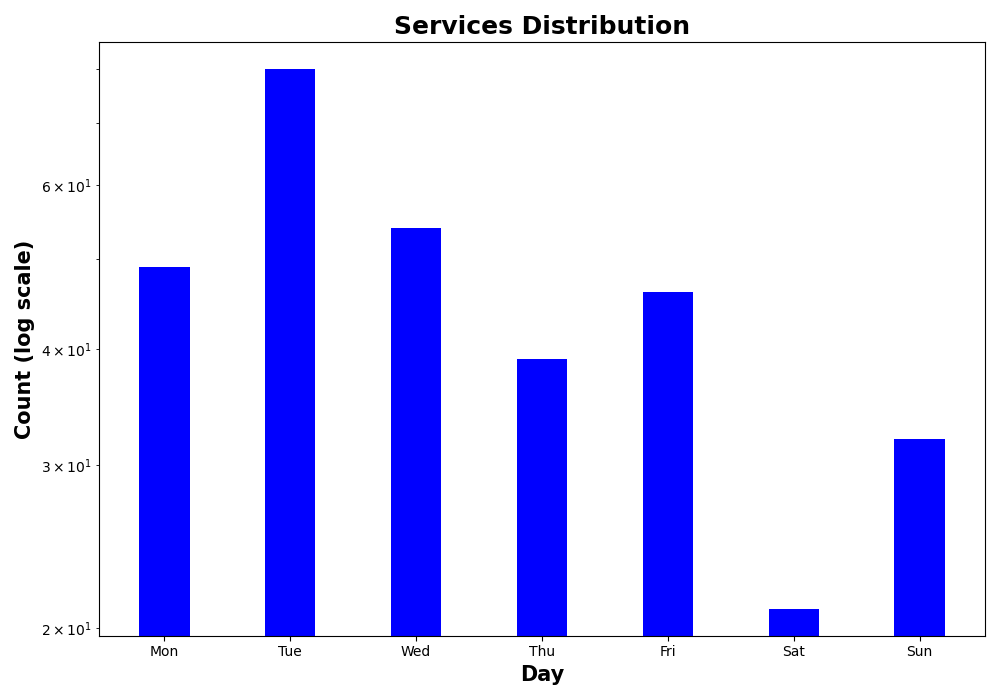 Services Distribution
Count (log scale)
6 × 10¹
4 × 10¹
3 × 10¹
2 × 10¹
Mon Tue Wed Thu Fri Sat Sun
Day